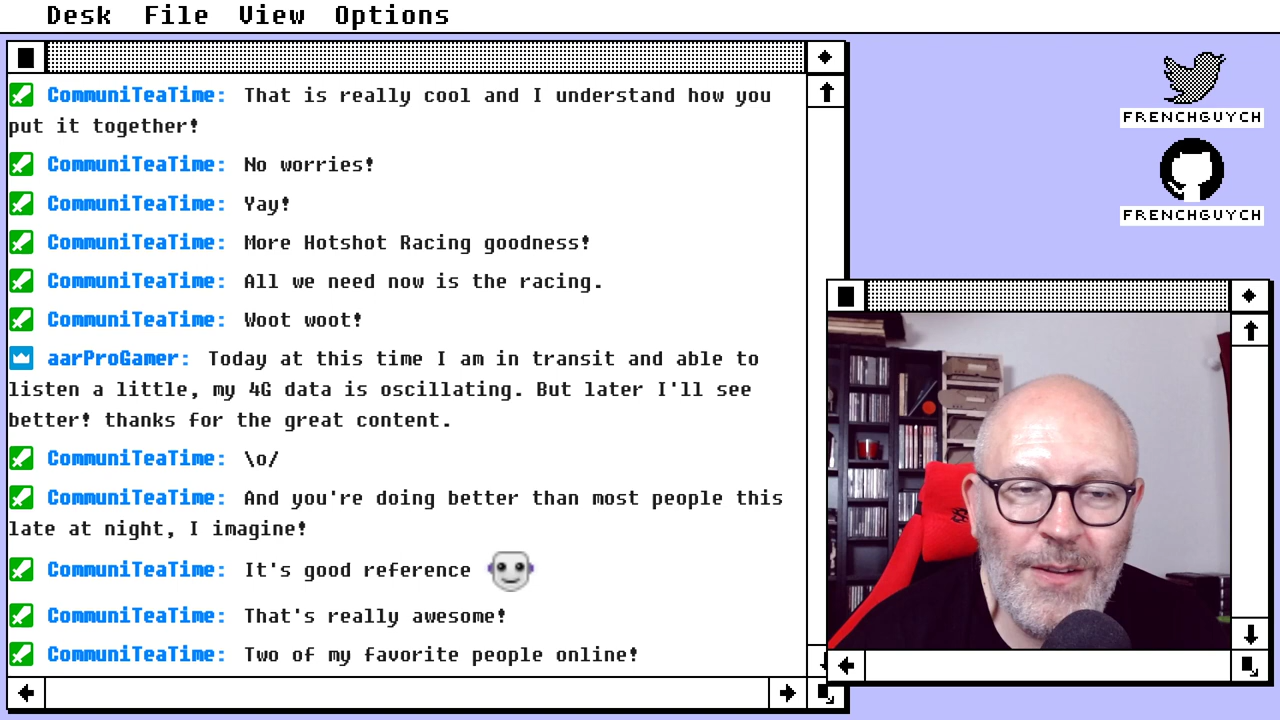 Desk File View Options
CommuniTeaTime: That is really cool and I understand how you
put it together!
CommuniTeaTime: No worries!
CommuniTeaTime: Yay!
CommuniTeaTime: More Hotshot Racing goodness!
CommuniTeaTime: All we need now is the racing.
CommuniTeaTime: Woot woot!
aarProGamer: Today at this time I am in transit and able to
listen a little, my 4G data is oscillating. But later I'll see
better! thanks for the great content.
CommuniTeaTime: \o/
CommuniTeaTime: And you're doing better than most people this
late at night, I imagine!
CommuniTeaTime: It's good reference
CommuniTeaTime: That's really awesome!
CommuniTeaTime: Two of my favorite people online!
FRENCHGUYCH
FRENCHGUYCH